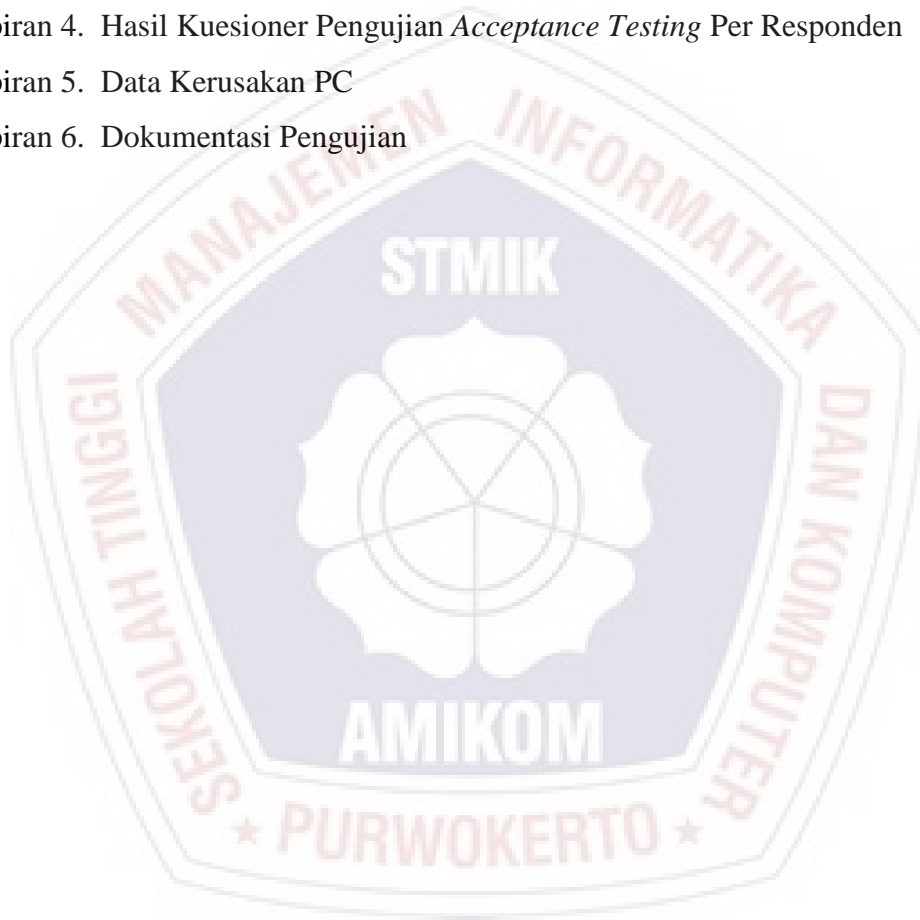 piran 4. Hasil Kuesioner Pengujian Acceptance Testing Per Responden
piran 5. Data Kerusakan PC
piran 6. Dokumentasi Pengujian
SEKOLAH TINGGI MANAJEMEN INFORMATIKA DAN KOMPUTER
STMIK
AMIKOM
★ PURWOKERTO ★